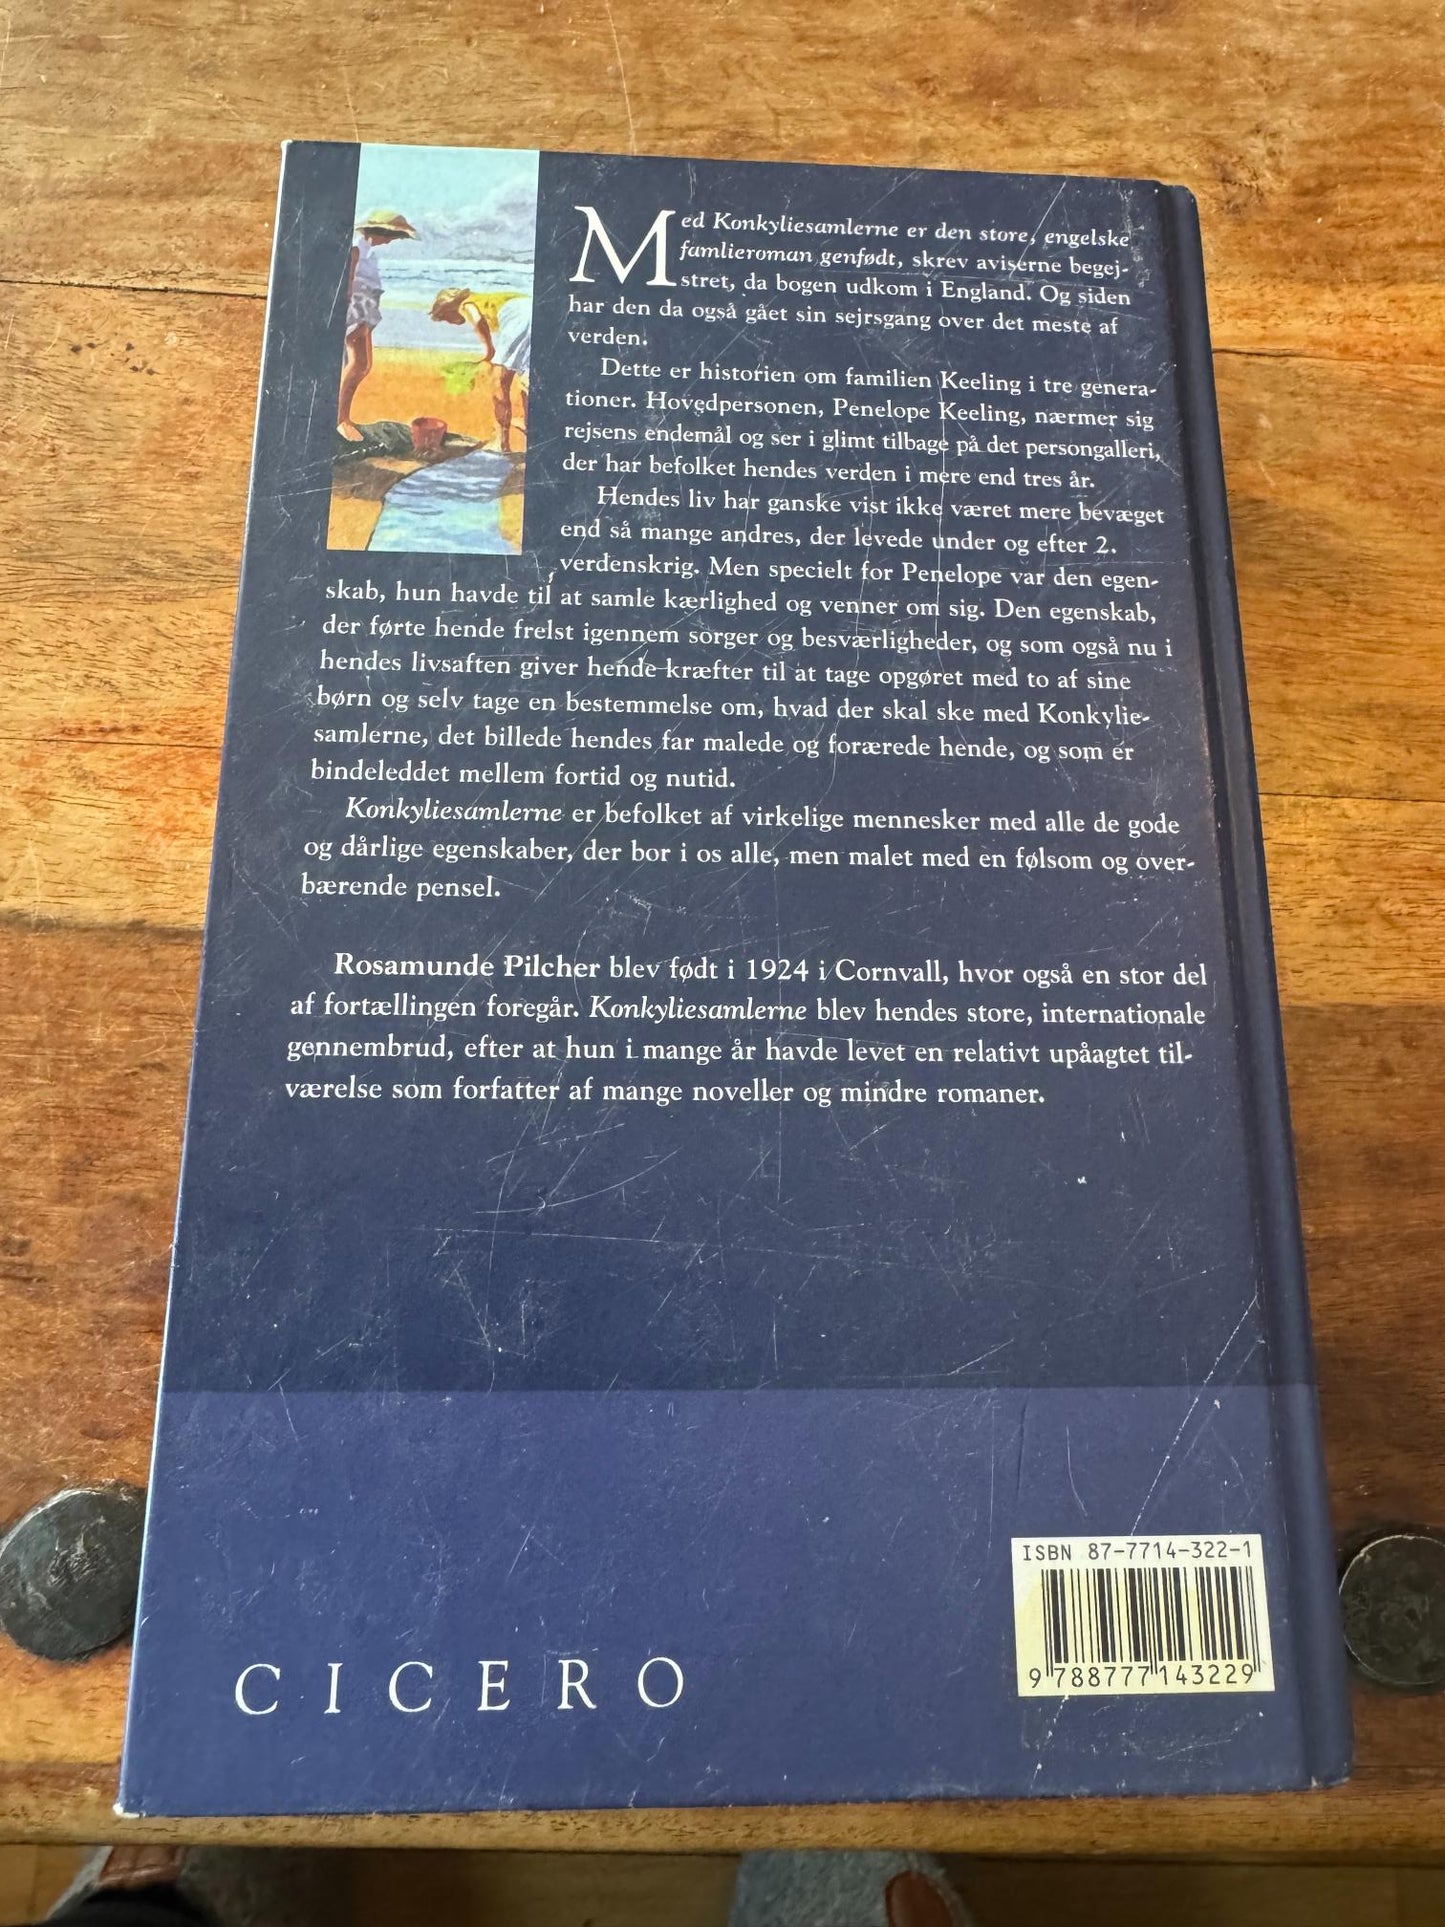 Med Konkyliesamlerne er den store, engelske
famlieroman genfødt, skrev aviserne begej-
stret, da bogen udkom i England. Og siden
har den da også gået sin sejrsgang over det meste af
verden.
Dette er historien om familien Keeling i tre genera-
tioner. Hovedpersonen, Penelope Keeling, nærmer sig
rejsens endemål og ser i glimt tilbage på det persongalleri,
der har befolket hendes verden i mere end tres år.
Hendes liv har ganske vist ikke været mere bevæget
end så mange andres, der levede under og efter 2.
verdenskrig. Men specielt for Penelope var den egen-
skab, hun havde til at samle kærlighed og venner om sig. Den egenskab,
der førte hende frelst igennem sorger og besværligheder, og som også nu i
hendes livsaften giver hende kræfter til at tage opgøret med to af sine
børn og selv tage en bestemmelse om, hvad der skal ske med Konkylie-
samlerne, det billede hendes far malede og forærede hende, og som er
bindeleddet mellem fortid og nutid.
Konkyliesamlerne er befolket af virkelige mennesker med alle de gode
og dårlige egenskaber, der bor i os alle, men malet med en følsom og over-
bærende pensel.
Rosamunde Pilcher blev født i 1924 i Cornvall, hvor også en stor del
af fortællingen foregår. Konkyliesamlerne blev hendes store, internationale
gennembrud, efter at hun i mange år havde levet en relativt upåagtet til-
værelse som forfatter af mange noveller og mindre romaner.
ISBN 87-7714-322-1
9 788777 143229
CICERO